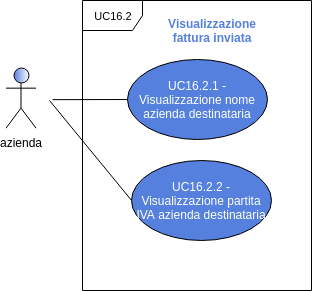 UC16.2
Visualizzazione
fattura inviata
UC16.2.1 -
Visualizzazione nome
azienda destinataria
azienda
UC16.2.2 -
Visualizzazione partita
IVA azienda destinataria